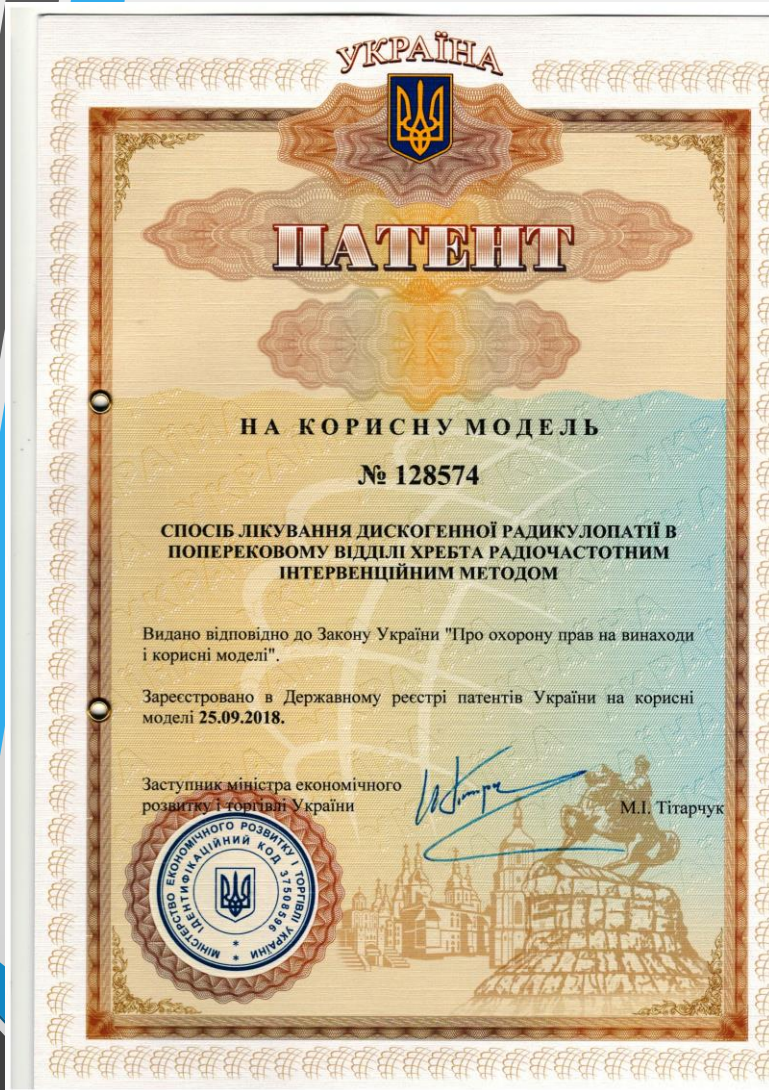 УКРАЇНА
ПАТЕНТ
НА КОРИСНУ МОДЕЛЬ
№ 128574
СПОСІБ ЛІКУВАННЯ ДИСКОГЕННОЇ РАДИКУЛОПАТІЇ В
ПОПЕРЕКОВОМУ ВІДДІЛІ ХРЕБТА РАДІОЧАСТОТНИМ
ІНТЕРВЕНЦІЙНИМ МЕТОДОМ
Видано відповідно до Закону України "Про охорону прав на винаходи
і корисні моделі".
Зареєстровано в Державному реєстрі патентів України на корисні
моделі 25.09.2018.
Заступник міністра економічного
розвитку і торгівлі України
М.І. Тітарчук
МІНІСТЕРСТВО ЕКОНОМІЧНОГО РОЗВИТКУ І ТОРГІВЛІ УКРАЇНИ
ІДЕНТИФІКАЦІЙНИЙ КОД 37508596